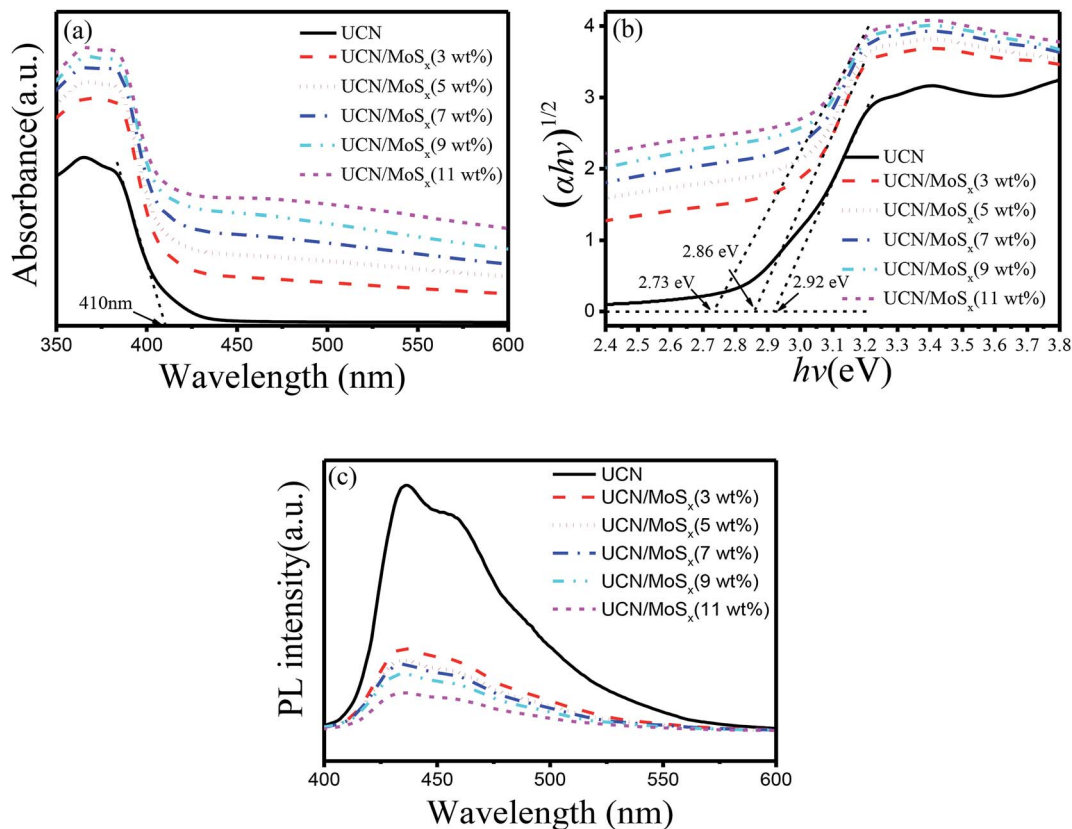 (a)
UCN
UCN/MoSx(3 wt%)
UCN/MoSx(5 wt%)
UCN/MoSx(7 wt%)
UCN/MoSx(9 wt%)
UCN/MoSx(11 wt%)
Absorbance(a.u.)
410nm
350 400 450 500 550 600
Wavelength (nm)
(b)
4
3
2
1
0
(αhν)1/2
UCN
UCN/MoSx(3 wt%)
UCN/MoSx(5 wt%)
UCN/MoSx(7 wt%)
UCN/MoSx(9 wt%)
UCN/MoSx(11 wt%)
2.86 eV
2.73 eV
2.92 eV
2.4 2.5 2.6 2.7 2.8 2.9 3.0 3.1 3.2 3.3 3.4 3.5 3.6 3.7 3.8
hν(eV)
(c)
UCN
UCN/MoSx(3 wt%)
UCN/MoSx(5 wt%)
UCN/MoSx(7 wt%)
UCN/MoSx(9 wt%)
UCN/MoSx(11 wt%)
PL intensity(a.u.)
400 450 500 550 600
Wavelength (nm)